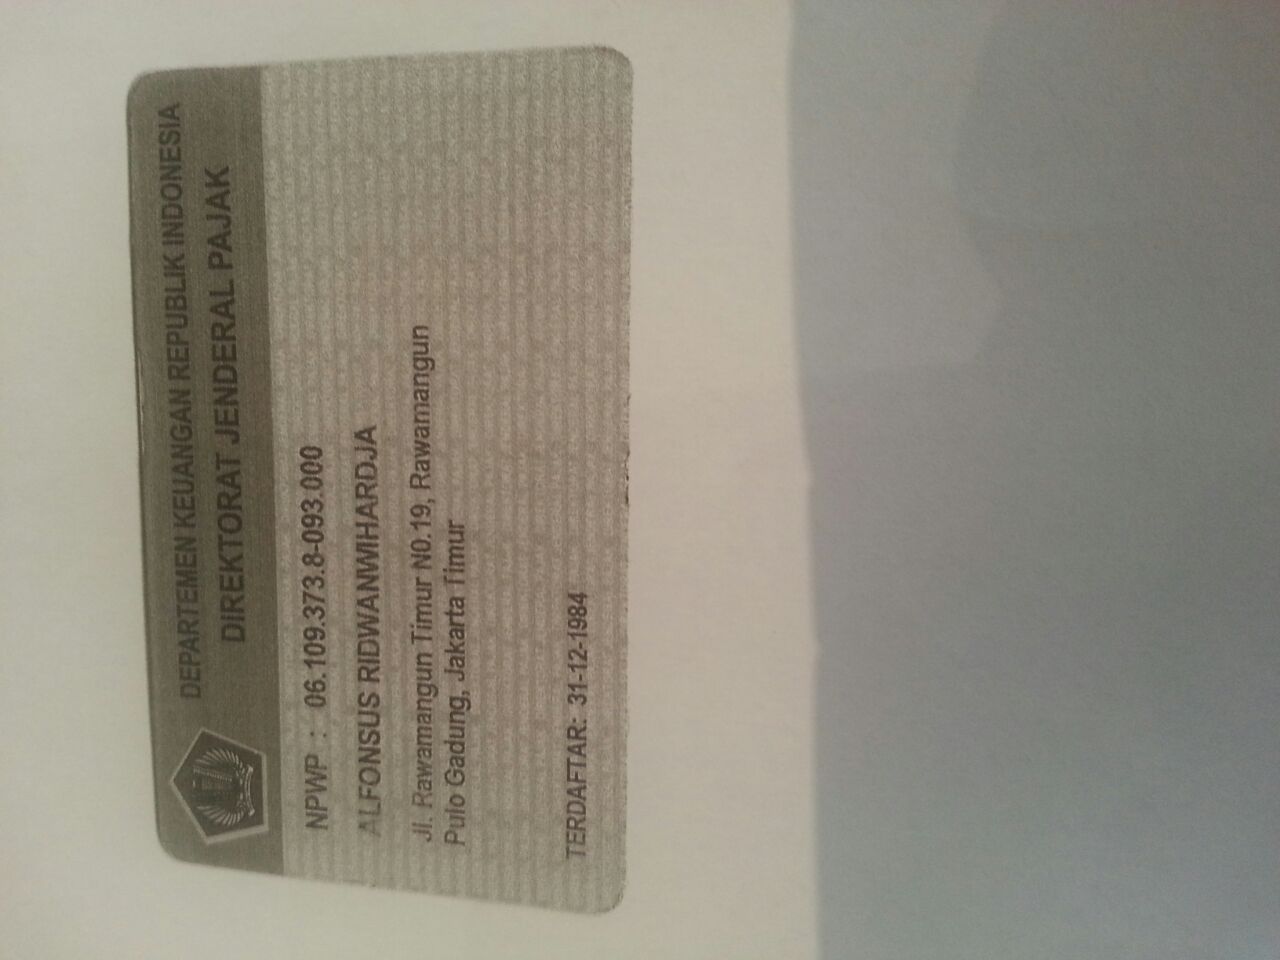 DEPARTEMEN KEUANGAN REPUBLIK INDONESIA
DIREKTORAT JENDERAL PAJAK
NPWP : 06.109.373.8-093.000
ALFONSUS RIDWANWIHARDJA
Jl. Rawamangun Timur N0.19, Rawamangun
Pulo Gadung, Jakarta Timur
TERDAFTAR: 31-12-1984